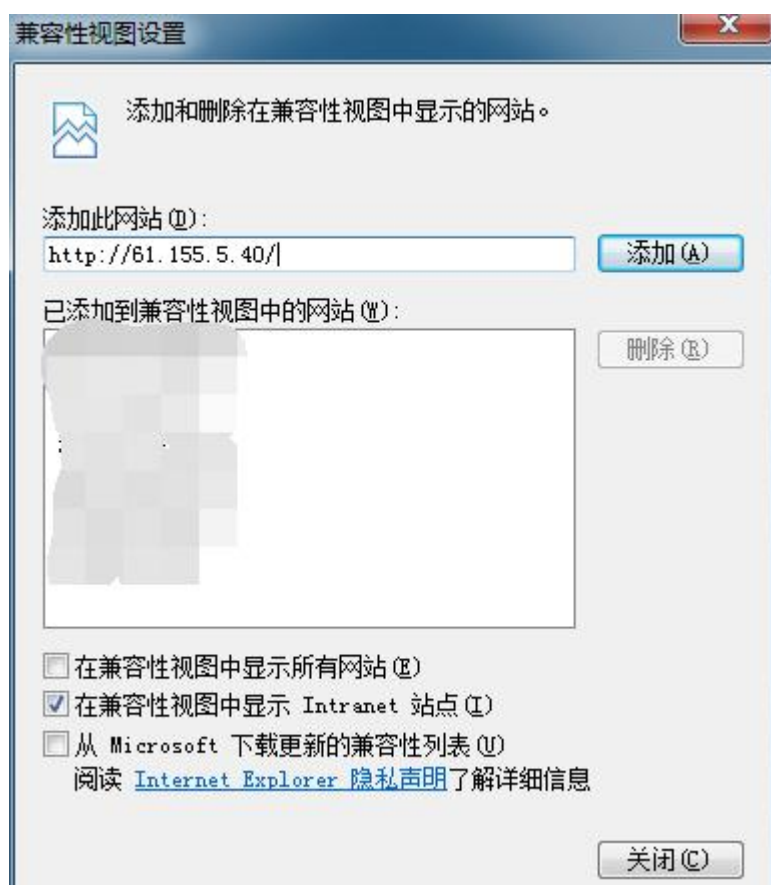 兼容性视图设置
添加和删除在兼容性视图中显示的网站。
添加此网站(D):
http://61.155.5.40/
添加(A)
已添加到兼容性视图中的网站(W):
删除(R)
在兼容性视图中显示所有网站(E)
在兼容性视图中显示 Intranet 站点(I)
从 Microsoft 下载更新的兼容性列表(U)
阅读 Internet Explorer 隐私声明了解详细信息
关闭(C)